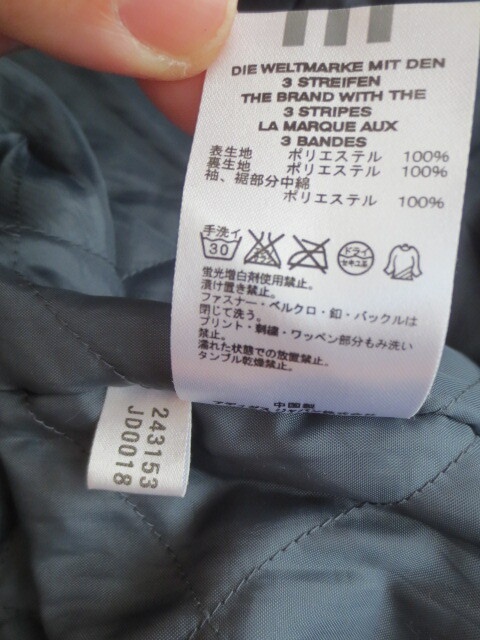 DIE WELTMARKE MIT DEN
3 STREIFEN
THE BRAND WITH THE
3 STRIPES
LA MARQUE AUX
3 BANDES
表生地 ポリエステル 100%
裏生地 ポリエステル 100%
袖、裾部分中綿
ポリエステル 100%
手洗イ
30
ドライ
セキユ系
蛍光増白剤使用禁止。
漬け置き禁止。
ファスナー・ベルクロ・釦・バックルは
閉じて洗う。
プリント・刺繍・ワッペン部分もみ洗い
禁止。
濡れた状態での放置禁止。
タンブル乾燥禁止。
中国製
243153
JD0018